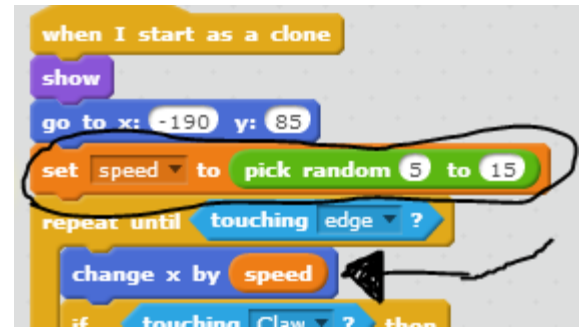 when I start as a clone
show
go to x: -190 y: 85
set speed to pick random 5 to 15
repeat until touching edge ?
change x by speed
if touching Claw ? then